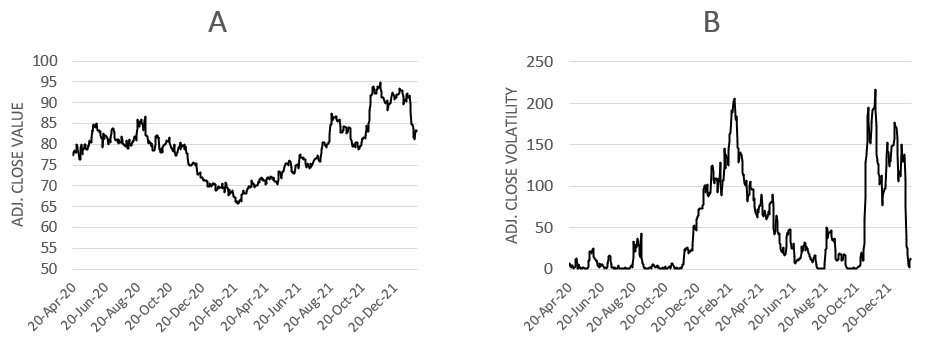 A
ADJ. CLOSE VALUE
100
95
90
85
80
75
70
65
60
55
50
20-Apr-20
20-Jun-20
20-Aug-20
20-Oct-20
20-Dec-20
20-Feb-21
20-Apr-21
20-Jun-21
20-Aug-21
20-Oct-21
20-Dec-21
B
ADJ. CLOSE VOLATILITY
250
200
150
100
50
0
20-Apr-20
20-Jun-20
20-Aug-20
20-Oct-20
20-Dec-20
20-Feb-21
20-Apr-21
20-Jun-21
20-Aug-21
20-Oct-21
20-Dec-21